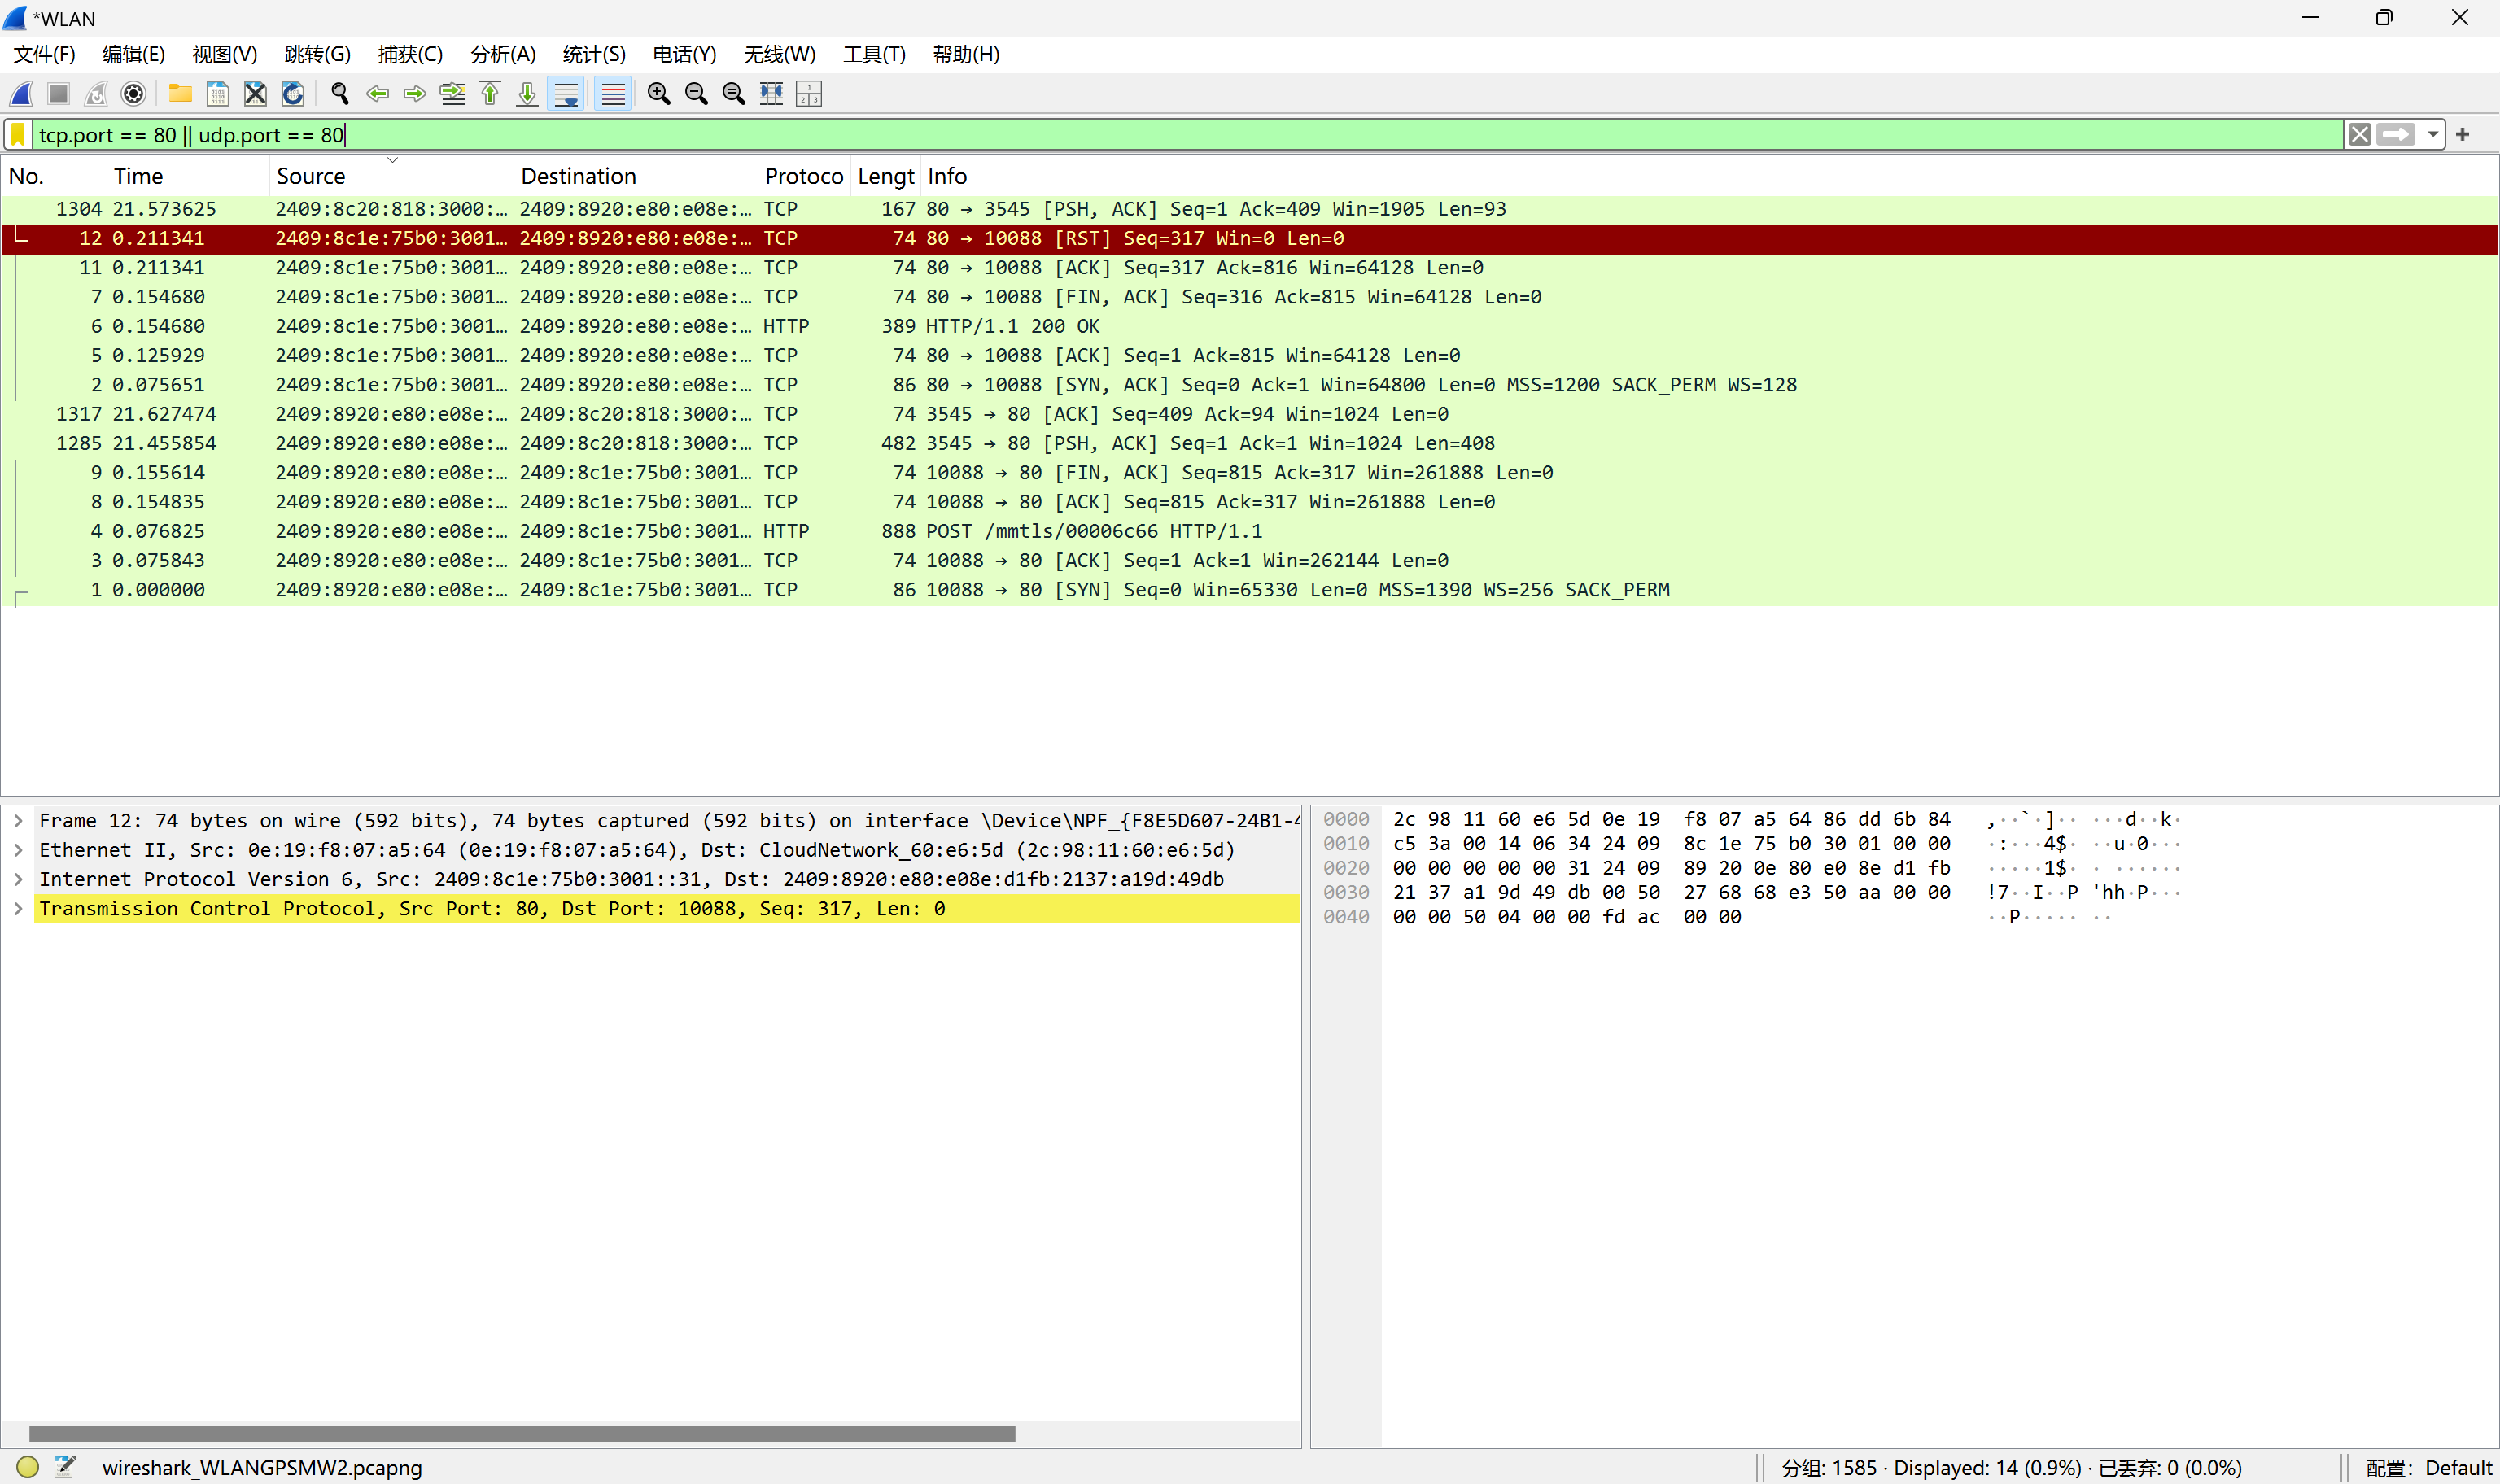 *WLAN
文件(F) 编辑(E) 视图(V) 跳转(G) 捕获(C) 分析(A) 统计(S) 电话(Y) 无线(W) 工具(T) 帮助(H)
tcp.port == 80 || udp.port == 80
No. Time Source Destination Protoco Lengt Info
1304 21.573625 2409:8c20:818:3000:… 2409:8920:e80:e08e:… TCP 167 80 → 3545 [PSH, ACK] Seq=1 Ack=409 Win=1905 Len=93
12 0.211341 2409:8c1e:75b0:3001… 2409:8920:e80:e08e:… TCP 74 80 → 10088 [RST] Seq=317 Win=0 Len=0
11 0.211341 2409:8c1e:75b0:3001… 2409:8920:e80:e08e:… TCP 74 80 → 10088 [ACK] Seq=317 Ack=816 Win=64128 Len=0
7 0.154680 2409:8c1e:75b0:3001… 2409:8920:e80:e08e:… TCP 74 80 → 10088 [FIN, ACK] Seq=316 Ack=815 Win=64128 Len=0
6 0.154680 2409:8c1e:75b0:3001… 2409:8920:e80:e08e:… HTTP 389 HTTP/1.1 200 OK
5 0.125929 2409:8c1e:75b0:3001… 2409:8920:e80:e08e:… TCP 74 80 → 10088 [ACK] Seq=1 Ack=815 Win=64128 Len=0
2 0.075651 2409:8c1e:75b0:3001… 2409:8920:e80:e08e:… TCP 86 80 → 10088 [SYN, ACK] Seq=0 Ack=1 Win=64800 Len=0 MSS=1200 SACK_PERM WS=128
1317 21.627474 2409:8920:e80:e08e:… 2409:8c20:818:3000:… TCP 74 3545 → 80 [ACK] Seq=409 Ack=94 Win=1024 Len=0
1285 21.455854 2409:8920:e80:e08e:… 2409:8c20:818:3000:… TCP 482 3545 → 80 [PSH, ACK] Seq=1 Ack=1 Win=1024 Len=408
9 0.155614 2409:8920:e80:e08e:… 2409:8c1e:75b0:3001… TCP 74 10088 → 80 [FIN, ACK] Seq=815 Ack=317 Win=261888 Len=0
8 0.154835 2409:8920:e80:e08e:… 2409:8c1e:75b0:3001… TCP 74 10088 → 80 [ACK] Seq=815 Ack=317 Win=261888 Len=0
4 0.076825 2409:8920:e80:e08e:… 2409:8c1e:75b0:3001… HTTP 888 POST /mmtls/00006c66 HTTP/1.1
3 0.075843 2409:8920:e80:e08e:… 2409:8c1e:75b0:3001… TCP 74 10088 → 80 [ACK] Seq=1 Ack=1 Win=262144 Len=0
1 0.000000 2409:8920:e80:e08e:… 2409:8c1e:75b0:3001… TCP 86 10088 → 80 [SYN] Seq=0 Win=65330 Len=0 MSS=1390 WS=256 SACK_PERM
Frame 12: 74 bytes on wire (592 bits), 74 bytes captured (592 bits) on interface \Device\NPF_{F8E5D607-24B1-4
Ethernet II, Src: 0e:19:f8:07:a5:64 (0e:19:f8:07:a5:64), Dst: CloudNetwork_60:e6:5d (2c:98:11:60:e6:5d)
Internet Protocol Version 6, Src: 2409:8c1e:75b0:3001::31, Dst: 2409:8920:e80:e08e:d1fb:2137:a19d:49db
Transmission Control Protocol, Src Port: 80, Dst Port: 10088, Seq: 317, Len: 0
0000 2c 98 11 60 e6 5d 0e 19 f8 07 a5 64 86 dd 6b 84 ,··`·]·· ···d··k·
0010 c5 3a 00 14 06 34 24 09 8c 1e 75 b0 30 01 00 00 ·:···4$· ··u·0···
0020 00 00 00 00 00 31 24 09 89 20 0e 80 e0 8e d1 fb ·····1$· · ······
0030 21 37 a1 9d 49 db 00 50 27 68 68 e3 50 aa 00 00 !7··I··P 'hh·P···
0040 00 00 50 04 00 00 fd ac 00 00 ··P····· ··
wireshark_WLANGPSMW2.pcapng 分组: 1585 · Displayed: 14 (0.9%) · 已丢弃: 0 (0.0%) 配置: Default